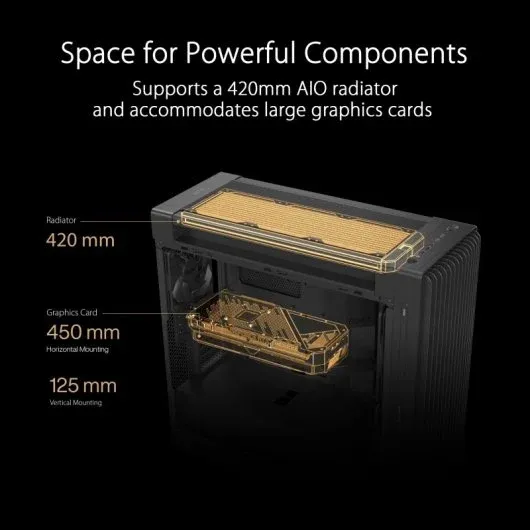 Space for Powerful Components
Supports a 420mm AIO radiator
and accommodates large graphics cards
Radiator
420 mm
Graphics Card
450 mm
Horizontal Mounting
125 mm
Vertical Mounting